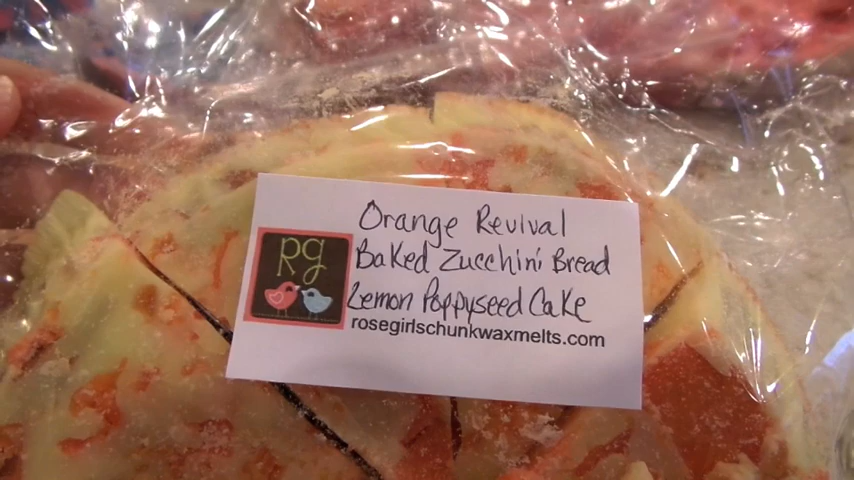 Orange Revival
RG
Baked Zucchini Bread
Lemon Poppyseed Cake
rosegirlschunkwaxmelts.com